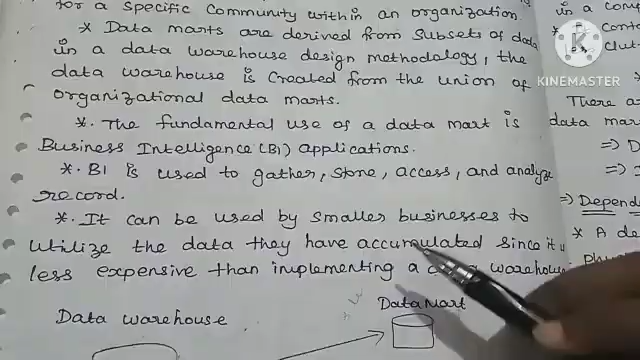 for a specific community within an organization
* Data marts are derived from subsets of data
in a data warehouse design methodology, the
data warehouse is created from the union of
organizational data marts.
*. The fundamental use of a data mart is
Business Intelligence (BI) applications.
*. BI is used to gather, store, access, and analyze
record.
*. It can be used by smaller businesses to
utilize the data they have accumulated since it
less expensive than implementing a warehouse
Data warehouse
Data Mart
in a
There
data mar
=>
=>
=> Depend
* A de
KINEMASTER